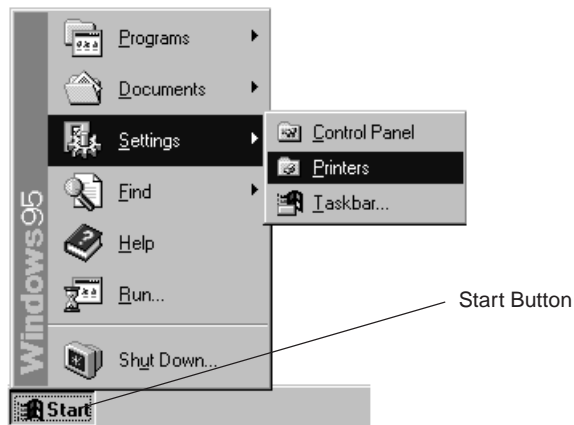 Programs
Documents
Settings
Find
Help
Run...
Shut Down...
Windows95
Control Panel
Printers
Taskbar...
Start Button
Start